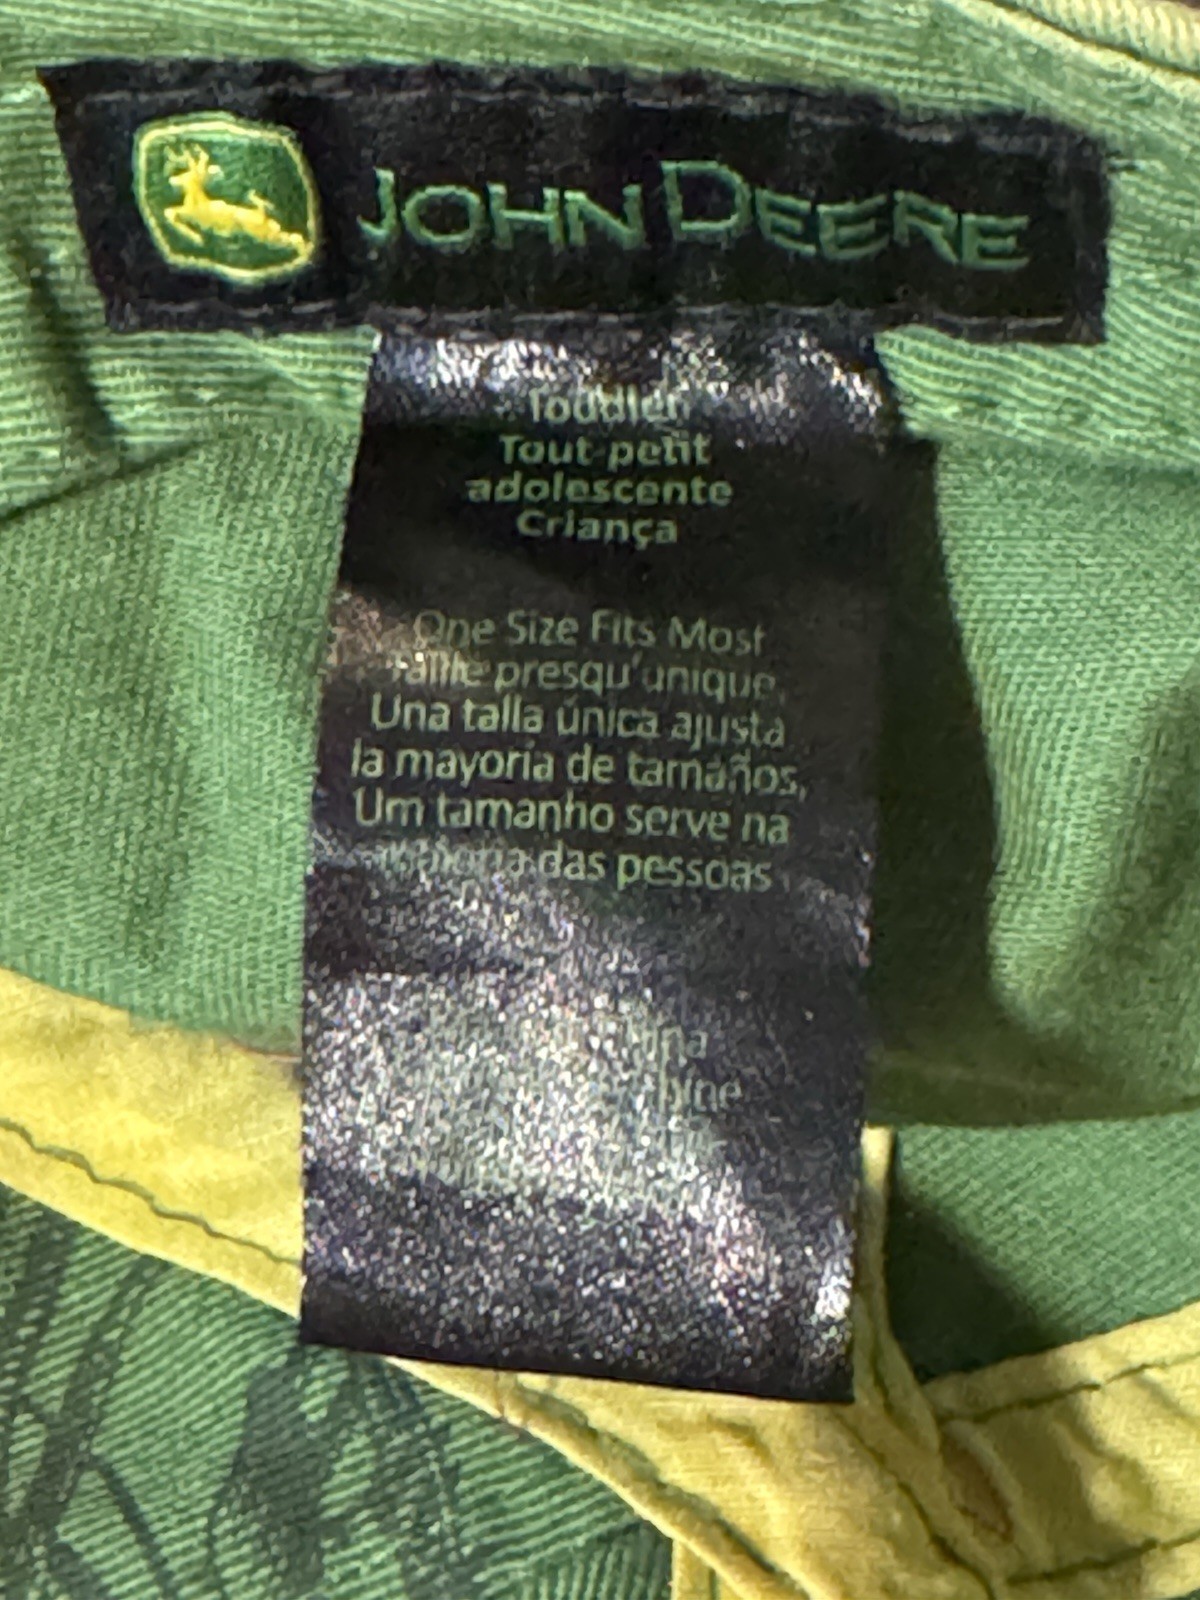 JOHN DEERE
Toddler
Tout-petit
adolescente
Criança
One Size Fits Most
Taille presqu'unique,
Una talla única ajusta
la mayoria de tamaños,
Um tamanho serve na
das pessoas